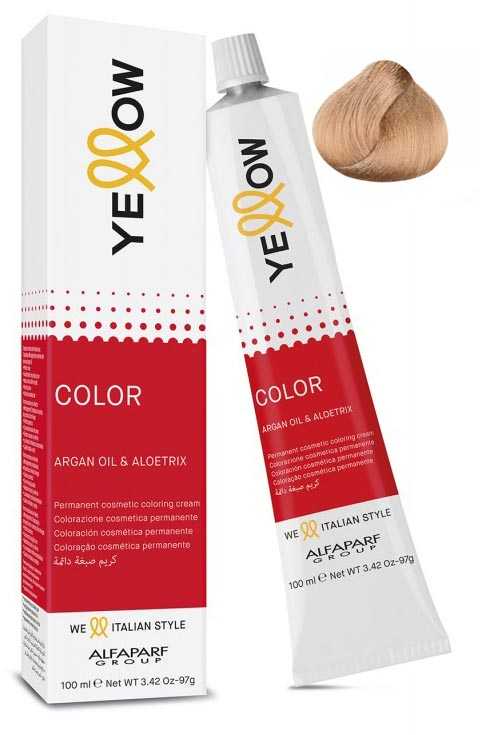 YELLOW
COLOR
ARGAN OIL & ALOETRIX
Permanent cosmetic coloring cream
Colorazione cosmetica permanente
Coloración cosmética permanente
Coloração cosmética permanente
كريم صبغة دائمة
WE ll ITALIAN STYLE
ALFAPARF
GROUP
100 ml ℮ Net WT 3.42 Oz-97g
YELLOW
COLOR
ARGAN OIL & ALOETRIX
Permanent cosmetic coloring cream
Colorazione cosmetica permanente
Coloración cosmética permanente
Coloração cosmética permanente
كريم صبغة دائمة
WE ll ITALIAN STYLE
ALFAPARF
GROUP
100 ml ℮ Net WT 3.42 Oz-97g